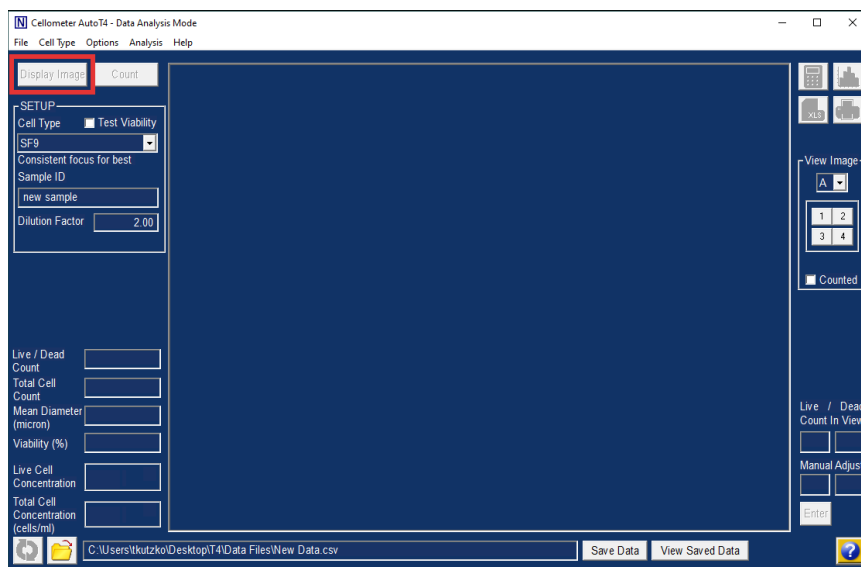 N Cellometer AutoT4 - Data Analysis Mode
File Cell Type Options Analysis Help
Display Image Count
SETUP
Cell Type Test Viability
SF9
Consistent focus for best
Sample ID
new sample
Dilution Factor 2.00
XLS
View Image
A
1 2
3 4
Counted
Live / Dead
Count
Total Cell
Count
Mean Diameter
(micron)
Viability (%)
Live Cell
Concentration
Total Cell
Concentration
(cells/ml)
Live / Dead
Count In View
Manual Adjus
Enter
C:\Users\tkutzko\Desktop\T4\Data Files\New Data.csv Save Data View Saved Data ?